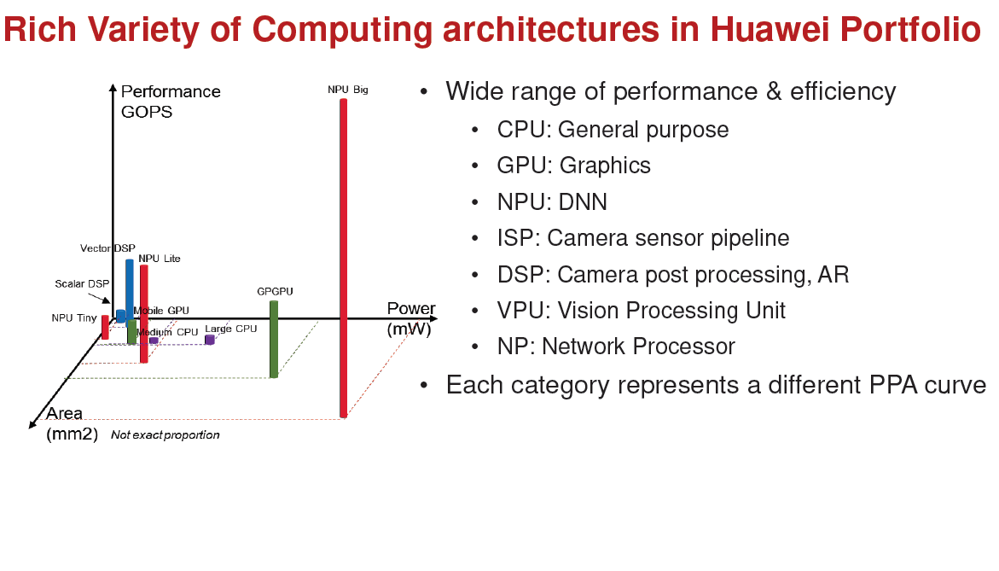 Rich Variety of Computing architectures in Huawei Portfolio
Performance
GOPS
NPU Big
Vector DSP
NPU Lite
Scalar DSP
GPGPU
NPU Tiny
Mobile GPU
Power
(mW)
Medium CPU
Large CPU
Area
(mm2)
Not exact proportion
• Wide range of performance & efficiency
• CPU: General purpose
• GPU: Graphics
• NPU: DNN
• ISP: Camera sensor pipeline
• DSP: Camera post processing, AR
• VPU: Vision Processing Unit
• NP: Network Processor
• Each category represents a different PPA curve